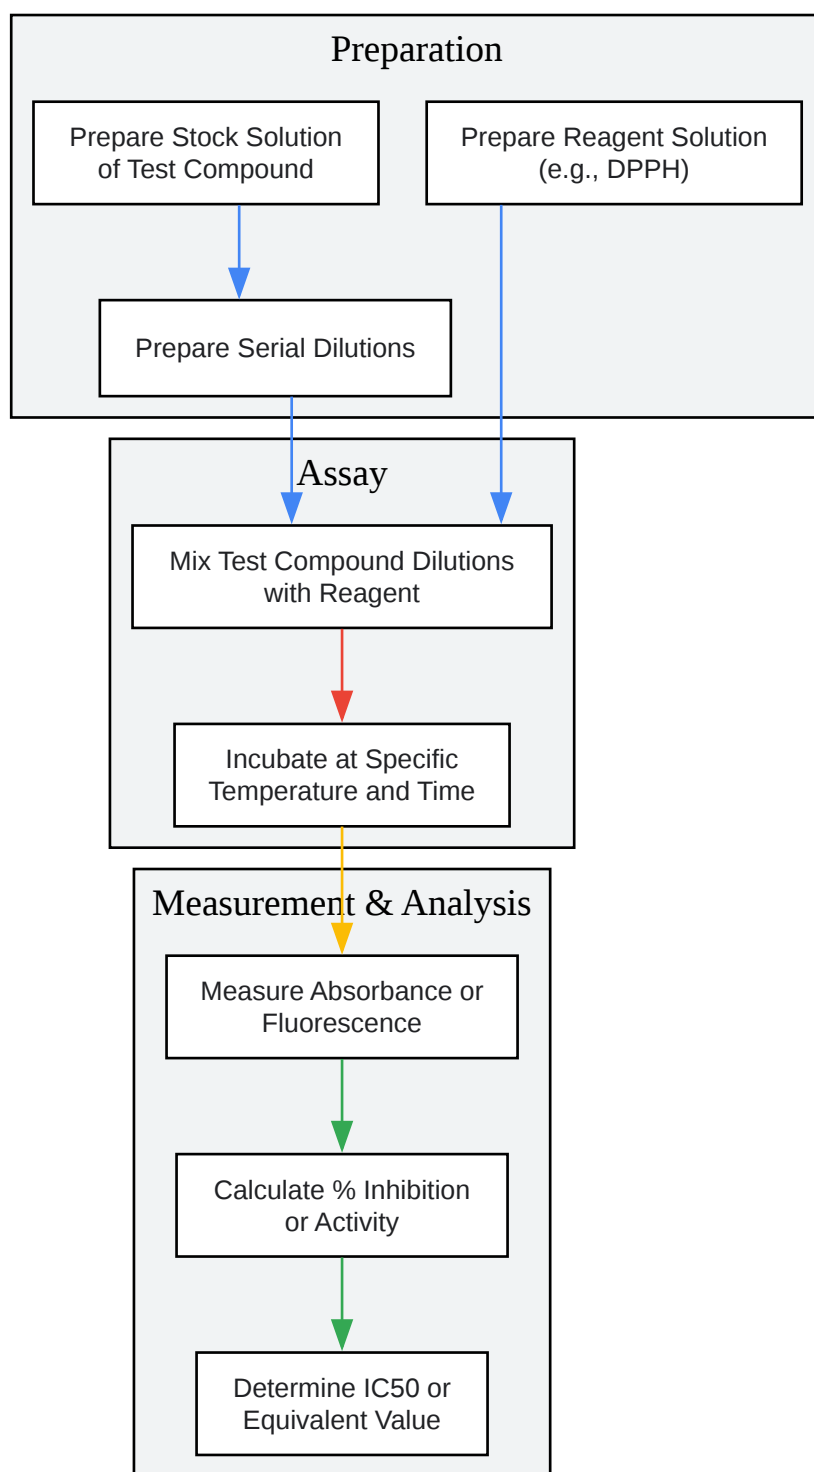 Preparation
Prepare Stock Solution
of Test Compound
Prepare Reagent Solution
(e.g., DPPH)
Prepare Serial Dilutions
Assay
Mix Test Compound Dilutions
with Reagent
Incubate at Specific
Temperature and Time
Measurement & Analysis
Measure Absorbance or
Fluorescence
Calculate % Inhibition
or Activity
Determine IC50 or
Equivalent Value